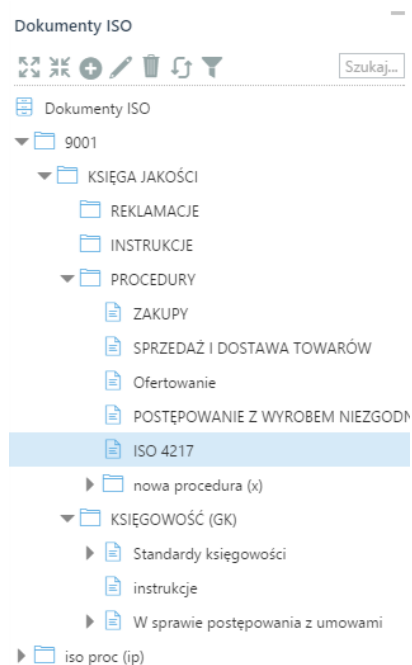 Dokumenty ISO
Szukaj...
Dokumenty ISO
9001
KSIĘGA JAKOŚCI
REKLAMACJE
INSTRUKCJE
PROCEDURY
ZAKUPY
SPRZEDAŻ I DOSTAWA TOWARÓW
Ofertowanie
POSTĘPOWANIE Z WYROBEM NIEZGODN
ISO 4217
nowa procedura (x)
KSIĘGOWOŚĆ (GK)
Standardy księgowości
instrukcje
W sprawie postępowania z umowami
iso proc (ip)